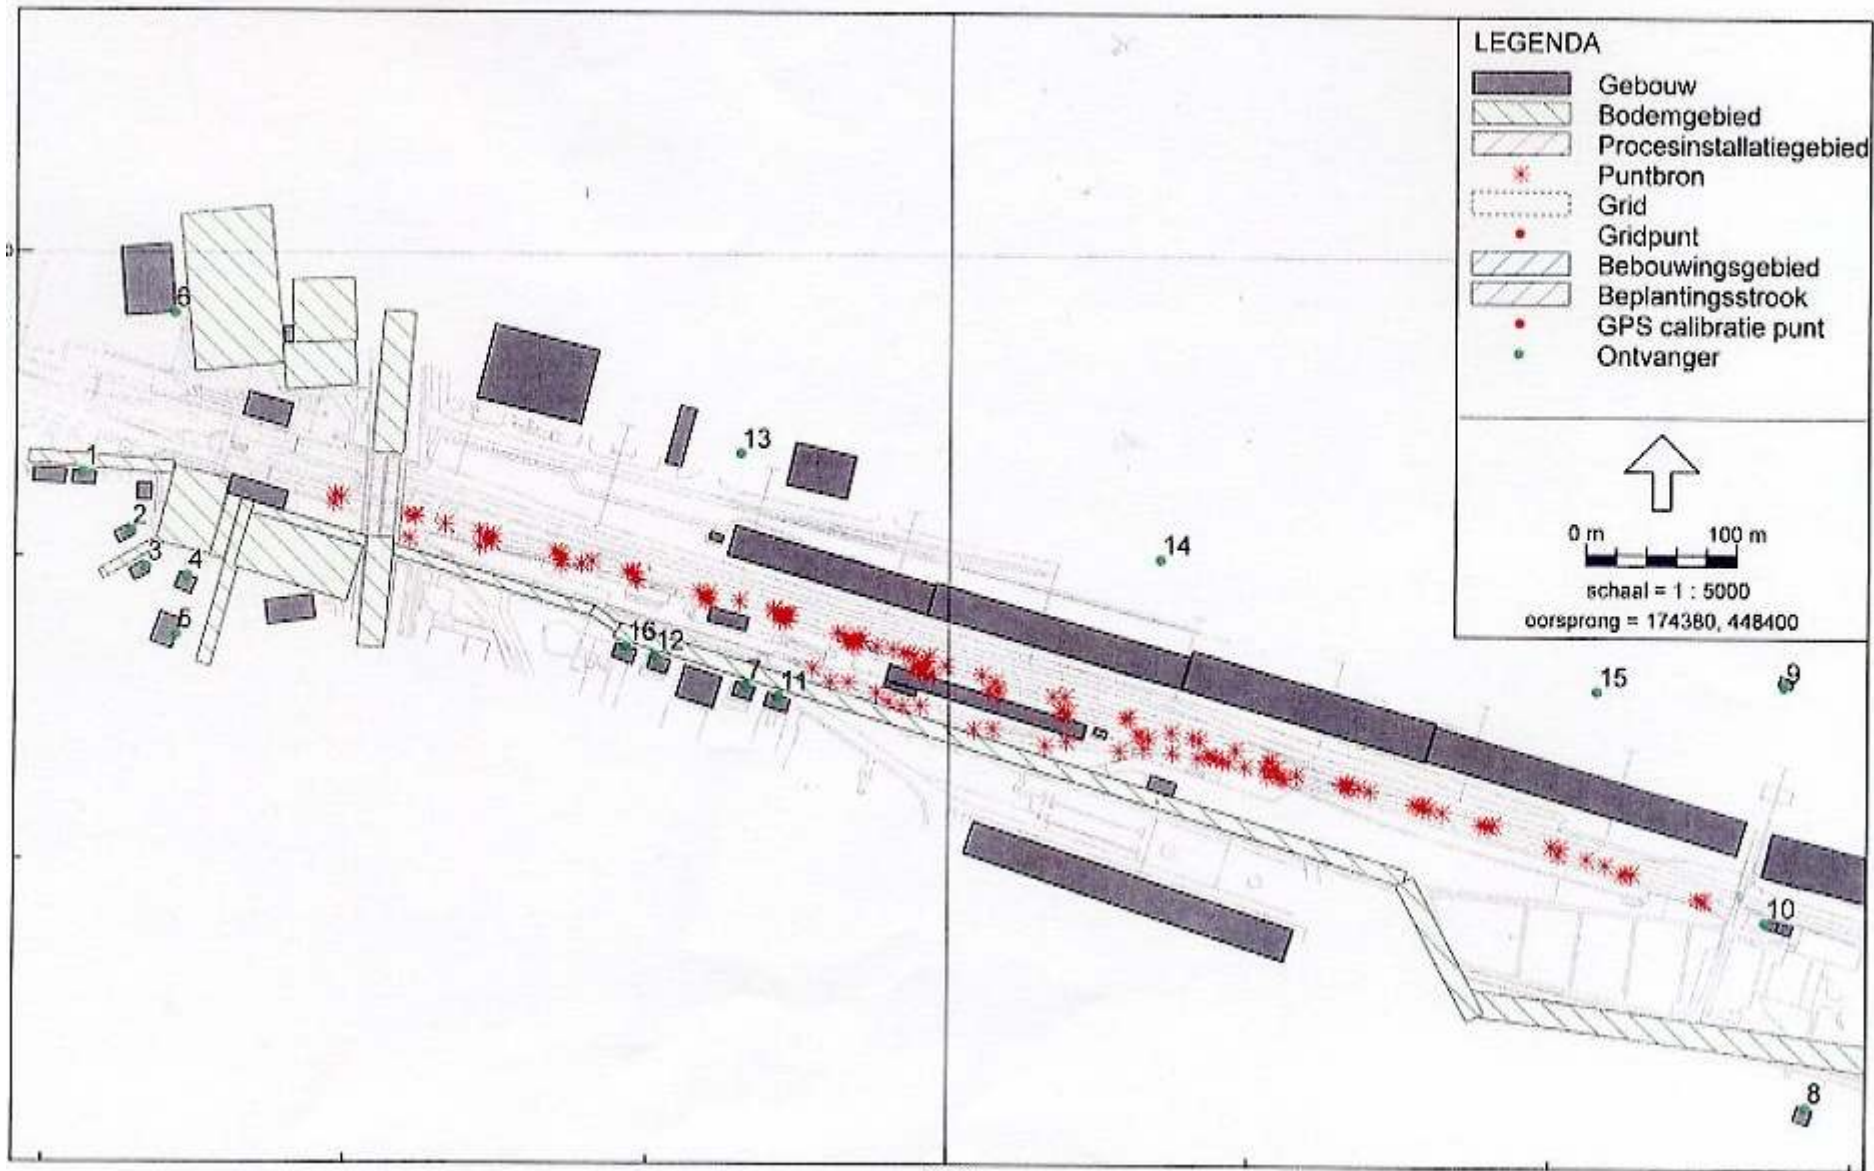 LEGENDA
Gebouw
Bodemgebied
Procesinstallatiegebied
Puntbron
Grid
Gridpunt
Bebouwingsgebied
Beplantingsstrook
GPS calibratie punt
Ontvanger
0 m 100 m
schaal = 1 : 5000
oorsprong = 174380, 448400
6
13
1
2
3
4
5
14
16
12
7
11
15
9
10
8